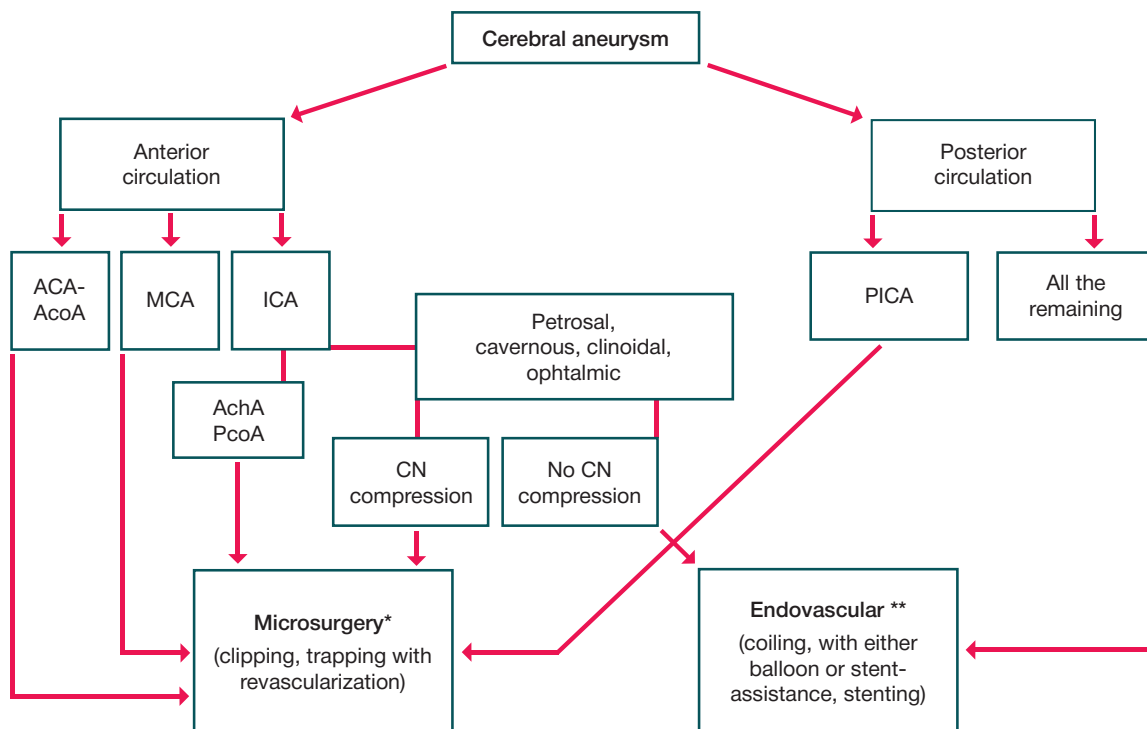 Cerebral aneurysm
Anterior
circulation
Posterior
circulation
ACA-
AcoA
MCA
ICA
PICA
All the
remaining
Petrosal,
cavernous, clinoidal,
ophtalmic
AchA
PcoA
CN
compression
No CN
compression
Microsurgery*
(clipping, trapping with
revascularization)
Endovascular **
(coiling, with either
balloon or stent-
assistance, stenting)